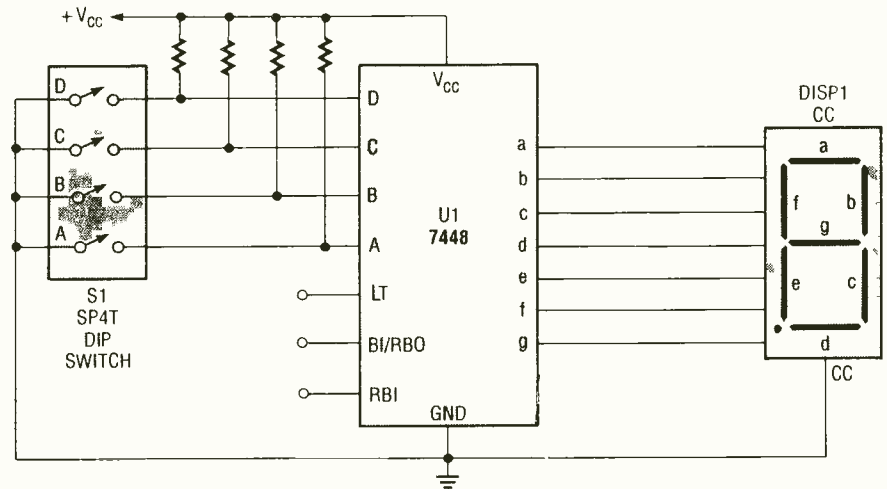 + VCC
D
C
B
A
S1
SP4T
DIP
SWITCH
VCC
D
C
B
A
LT
BI/RBO
RBI
U1
7448
a
b
c
d
e
f
g
GND
DISP1
CC
a
f
b
g
e
c
d
CC